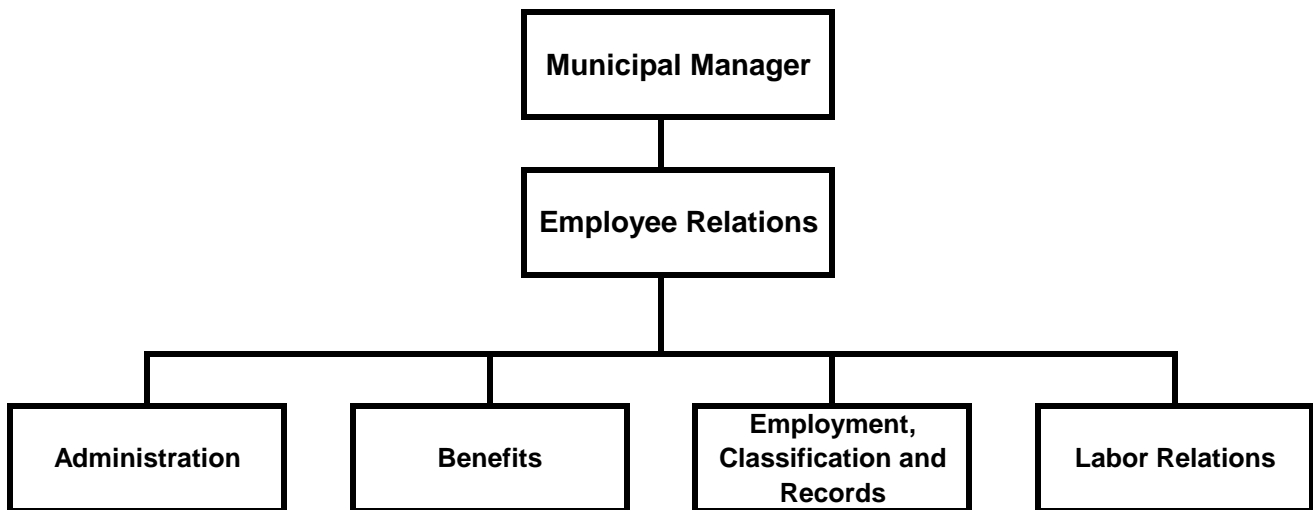 Municipal Manager
Employee Relations
Administration
Benefits
Employment,
Classification and
Records
Labor Relations